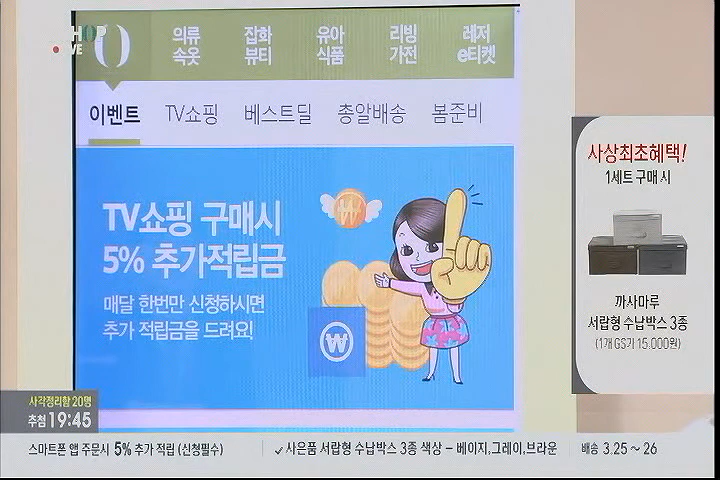 SHOP
LIVE
의류 잡화 유아 리빙 레저
속옷 뷰티 식품 가전 e티켓
이벤트 TV쇼핑 베스트딜 총알배송 봄준비
TV쇼핑 구매시
5% 추가적립금
매달 한번만 신청하시면
추가 적립금을 드려요!
W
W
사상최초혜택!
1세트 구매 시
까사마루
서랍형 수납박스 3종
(1개 GS가 15.000원)
사각정리함 20명
추첨 19:45
스마트폰 앱 주문시 5% 추가 적립 (신청필수)
사은품 서랍형 수납박스 3종 색상 - 베이지,그레이,브라운
배송 3.25 ~ 26